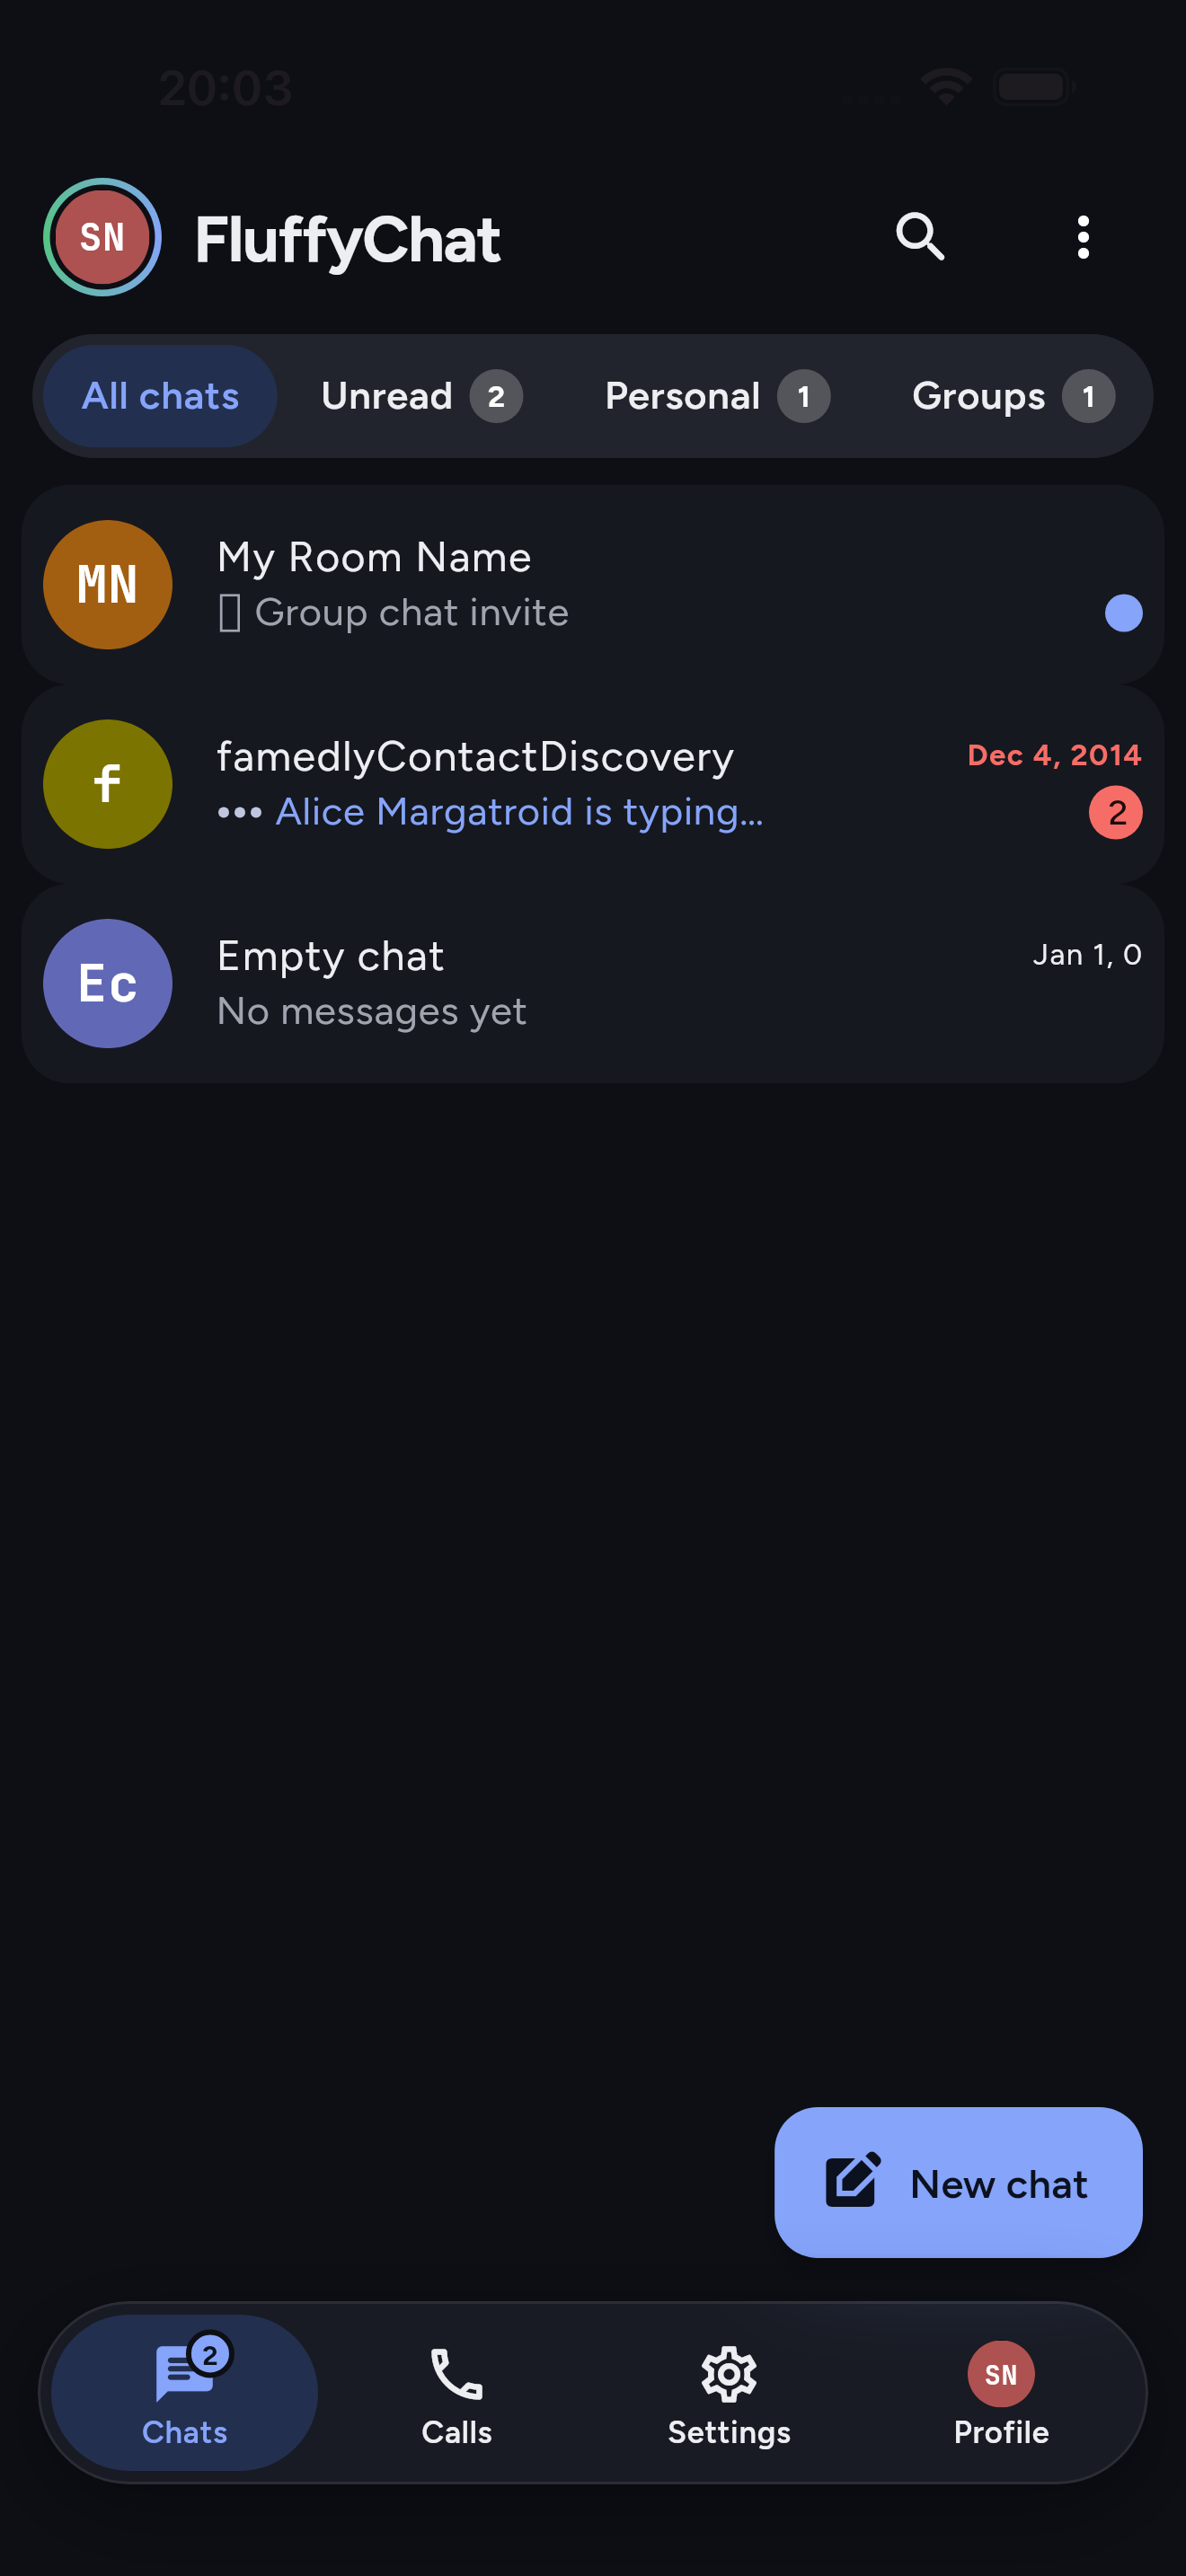 20:03
SN FluffyChat
All chats Unread 2 Personal 1 Groups 1
MN My Room Name
Group chat invite
f famedlyContactDiscovery Dec 4, 2014
••• Alice Margatroid is typing... 2
Ec Empty chat Jan 1, 0
No messages yet
New chat
2 SN
Chats Calls Settings Profile